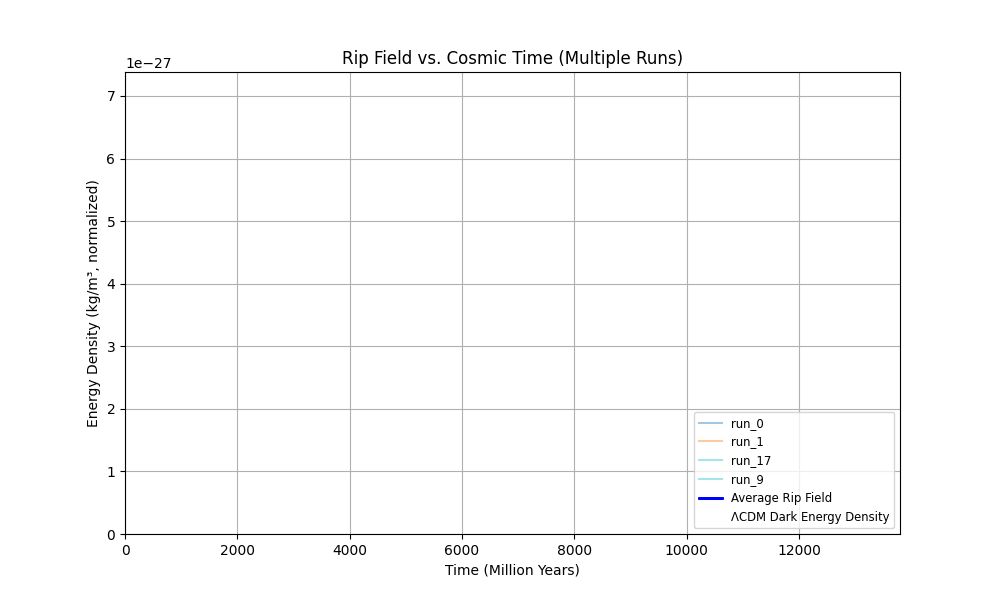 Rip Field vs. Cosmic Time (Multiple Runs)
1e−27
7
6
5
4
3
2
1
0
Energy Density (kg/m³, normalized)
0 2000 4000 6000 8000 10000 12000
Time (Million Years)
run_0
run_1
run_17
run_9
Average Rip Field
ΛCDM Dark Energy Density